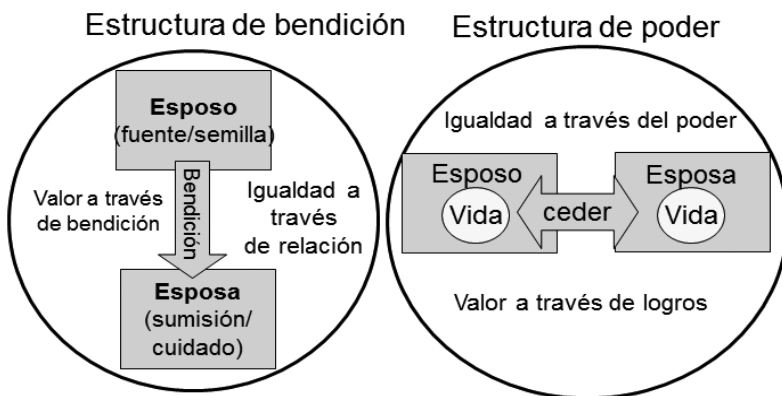 Estructura de bendición
Esposo
(fuente/semilla)
Valor a través
de bendición
Bendición
Igualdad a
través
de relación
Esposa
(sumisión/
cuidado)
Estructura de poder
Igualdad a través del poder
Esposo
Vida
ceder
Esposa
Vida
Valor a través de logros